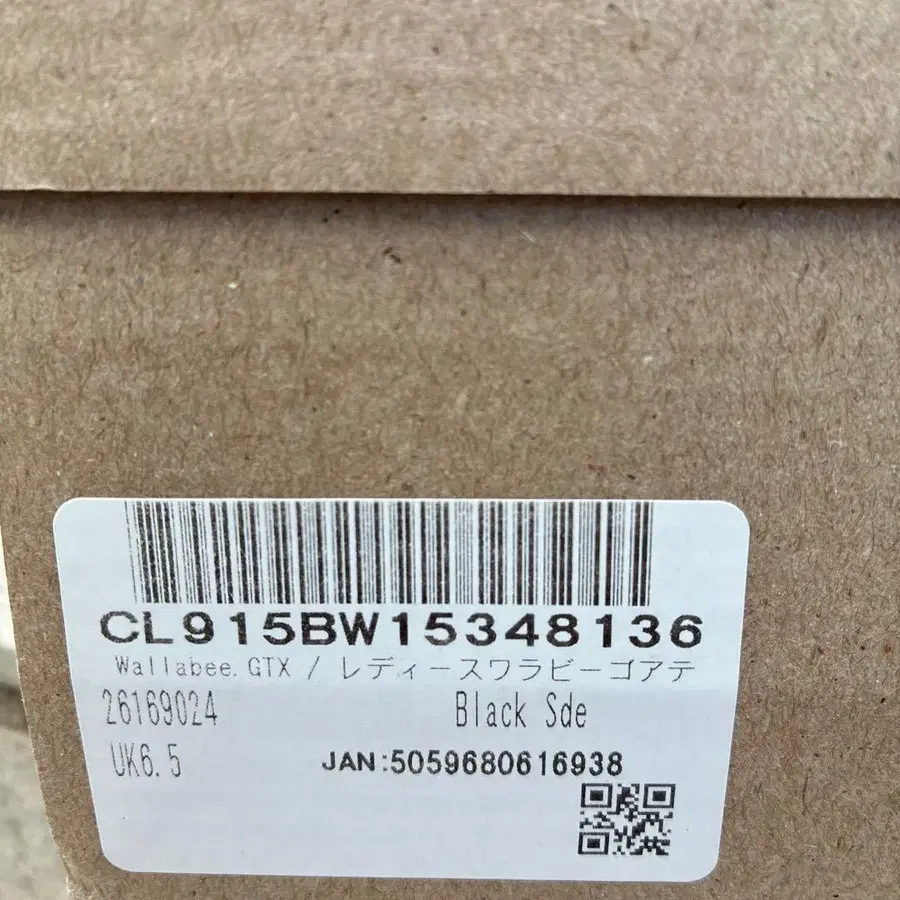 CL915BW15348136
Wallabee. GTX / レディースワラビーゴアテ
26169024 Black Sde
UK6.5 JAN:5059680616938